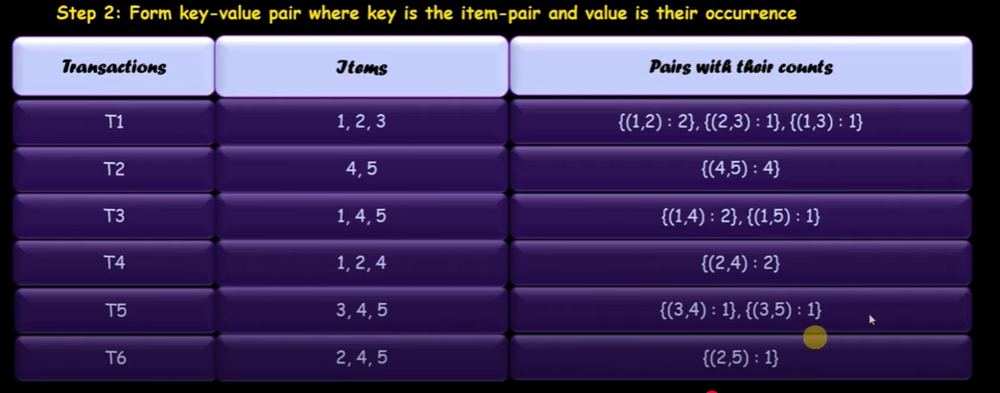 Step 2: Form key-value pair where key is the item-pair and value is their occurrence
Transactions Items Pairs with their counts
T1 1, 2, 3 {(1,2) : 2}, {(2,3) : 1}, {(1,3) : 1}
T2 4, 5 {(4,5) : 4}
T3 1, 4, 5 {(1,4) : 2}, {(1,5) : 1}
T4 1, 2, 4 {(2,4) : 2}
T5 3, 4, 5 {(3,4) : 1}, {(3,5) : 1}
T6 2, 4, 5 {(2,5) : 1}